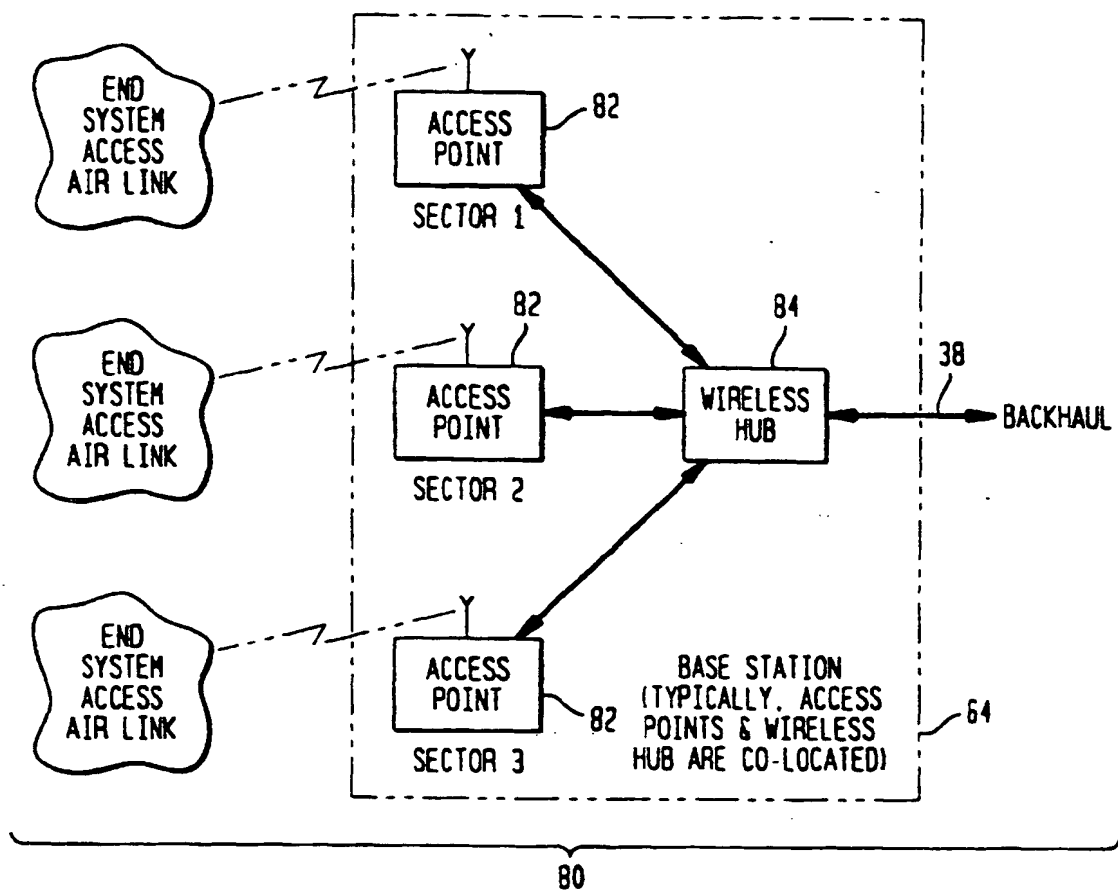 END
SYSTEM
ACCESS
AIR LINK
ACCESS
POINT
82
SECTOR 1
END
SYSTEM
ACCESS
AIR LINK
ACCESS
POINT
82
SECTOR 2
WIRELESS
HUB
84
38
BACKHAUL
END
SYSTEM
ACCESS
AIR LINK
ACCESS
POINT
82
SECTOR 3
BASE STATION
(TYPICALLY, ACCESS
POINTS & WIRELESS
HUB ARE CO-LOCATED)
64
80